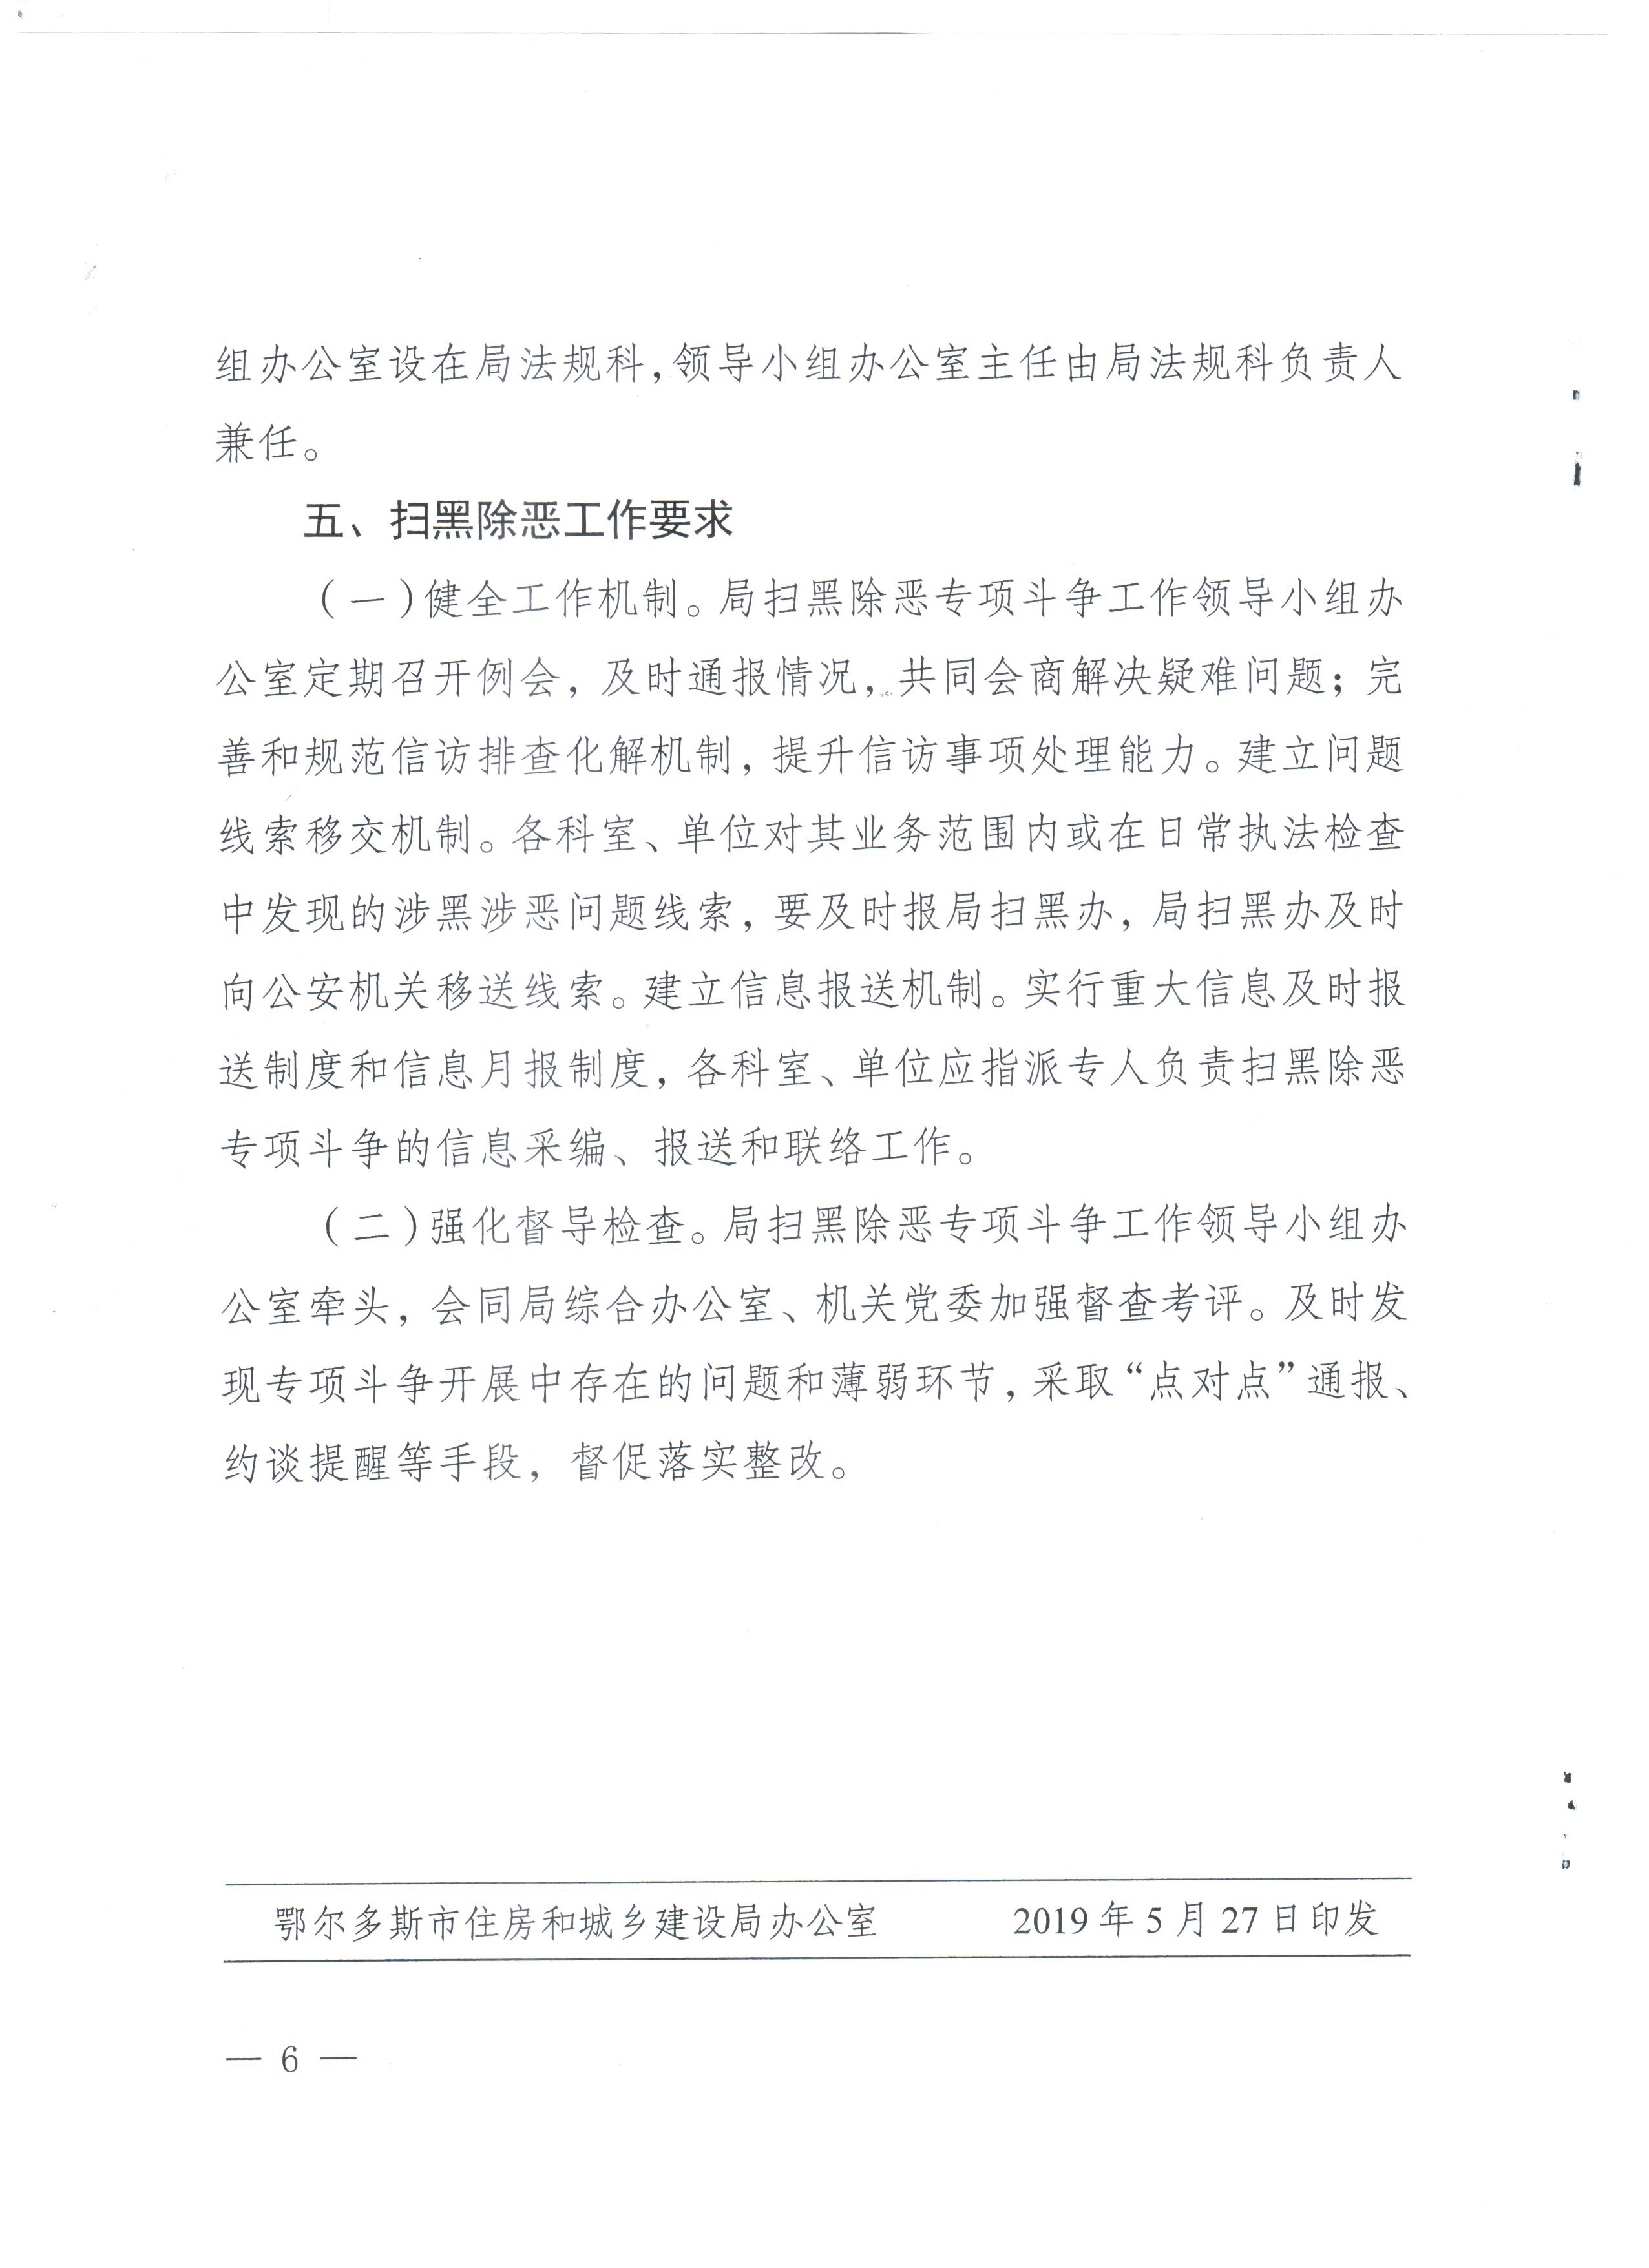 组办公室设在局法规科，领导小组办公室主任由局法规科负责人
兼任。
五、扫黑除恶工作要求
（一）健全工作机制。局扫黑除恶专项斗争工作领导小组办
公室定期召开例会，及时通报情况，共同会商解决疑难问题；完
善和规范信访排查化解机制，提升信访事项处理能力。建立问题
线索移交机制。各科室、单位对其业务范围内或在日常执法检查
中发现的涉黑涉恶问题线索，要及时报局扫黑办，局扫黑办及时
向公安机关移送线索。建立信息报送机制。实行重大信息及时报
送制度和信息月报制度，各科室、单位应指派专人负责扫黑除恶
专项斗争的信息采编、报送和联络工作。
（二）强化督导检查。局扫黑除恶专项斗争工作领导小组办
公室牵头，会同局综合办公室、机关党委加强督查考评。及时发
现专项斗争开展中存在的问题和薄弱环节，采取“点对点”通报、
约谈提醒等手段，督促落实整改。
鄂尔多斯市住房和城乡建设局办公室 2019年5月27日印发
— 6 —